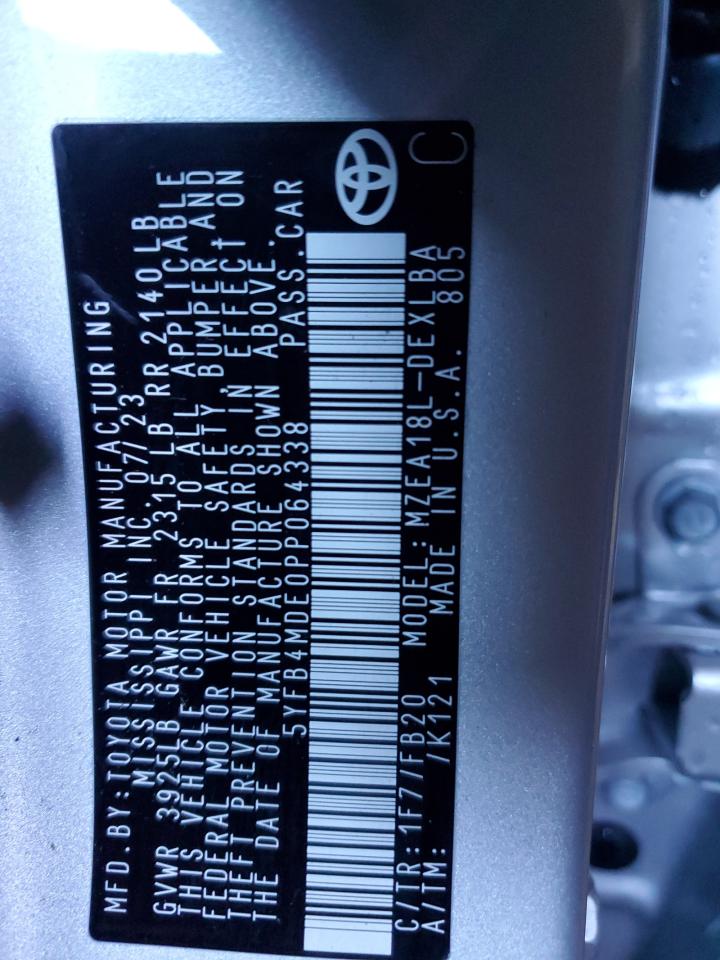 MFD.BY:TOYOTA MOTOR MANUFACTURING
MISSISSIPPI INC. 07/23
GVWR 3925LB GAWR FR 2315 LB RR 2140LB
THIS VEHICLE CONFORMS TO ALL APPLICABLE
FEDERAL MOTOR VEHICLE SAFETY, BUMPER AND
THEFT PREVENTION STANDARDS IN EFFECT ON
THE DATE OF MANUFACTURE SHOWN ABOVE.
5YFB4MDE0PP064338 PASS.CAR
C/TR:1F7/FB20 MODEL:MZEA18L-DEXLBA
A/TM: /K121 MADE IN U.S.A. 805
C